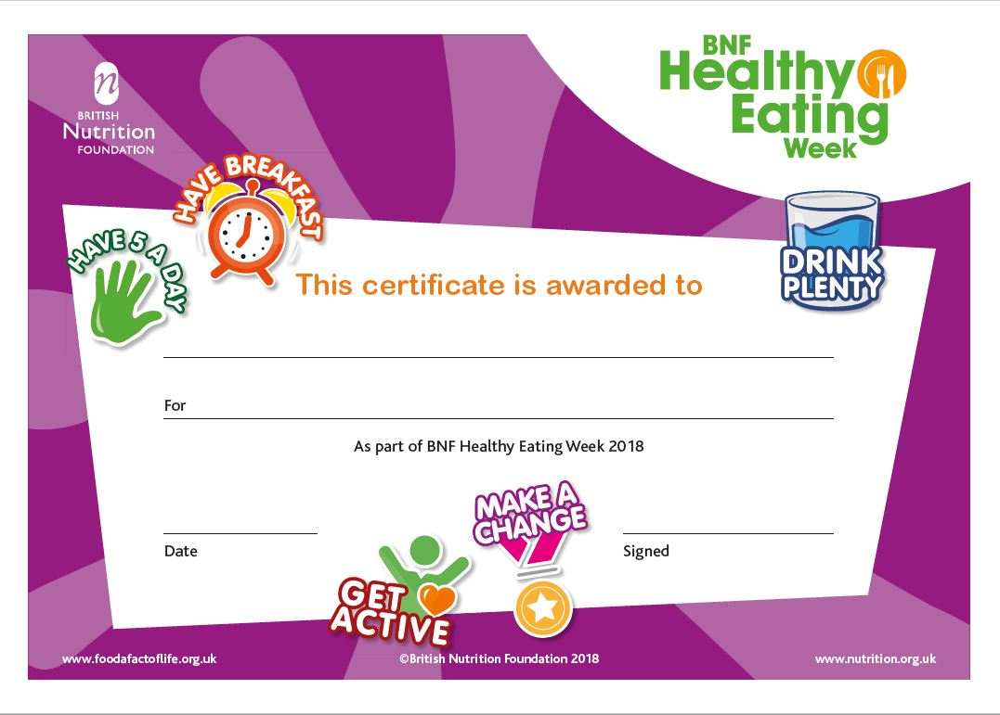 BNF
Healthy
Eating
Week
n
BRITISH
Nutrition
FOUNDATION
HAVE BREAKFAST
HAVE 5 A DAY
DRINK
PLENTY
This certificate is awarded to
For
As part of BNF Healthy Eating Week 2018
MAKE A
CHANGE
Date
Signed
GET
ACTIVE
www.foodafactoflife.org.uk
©British Nutrition Foundation 2018
www.nutrition.org.uk